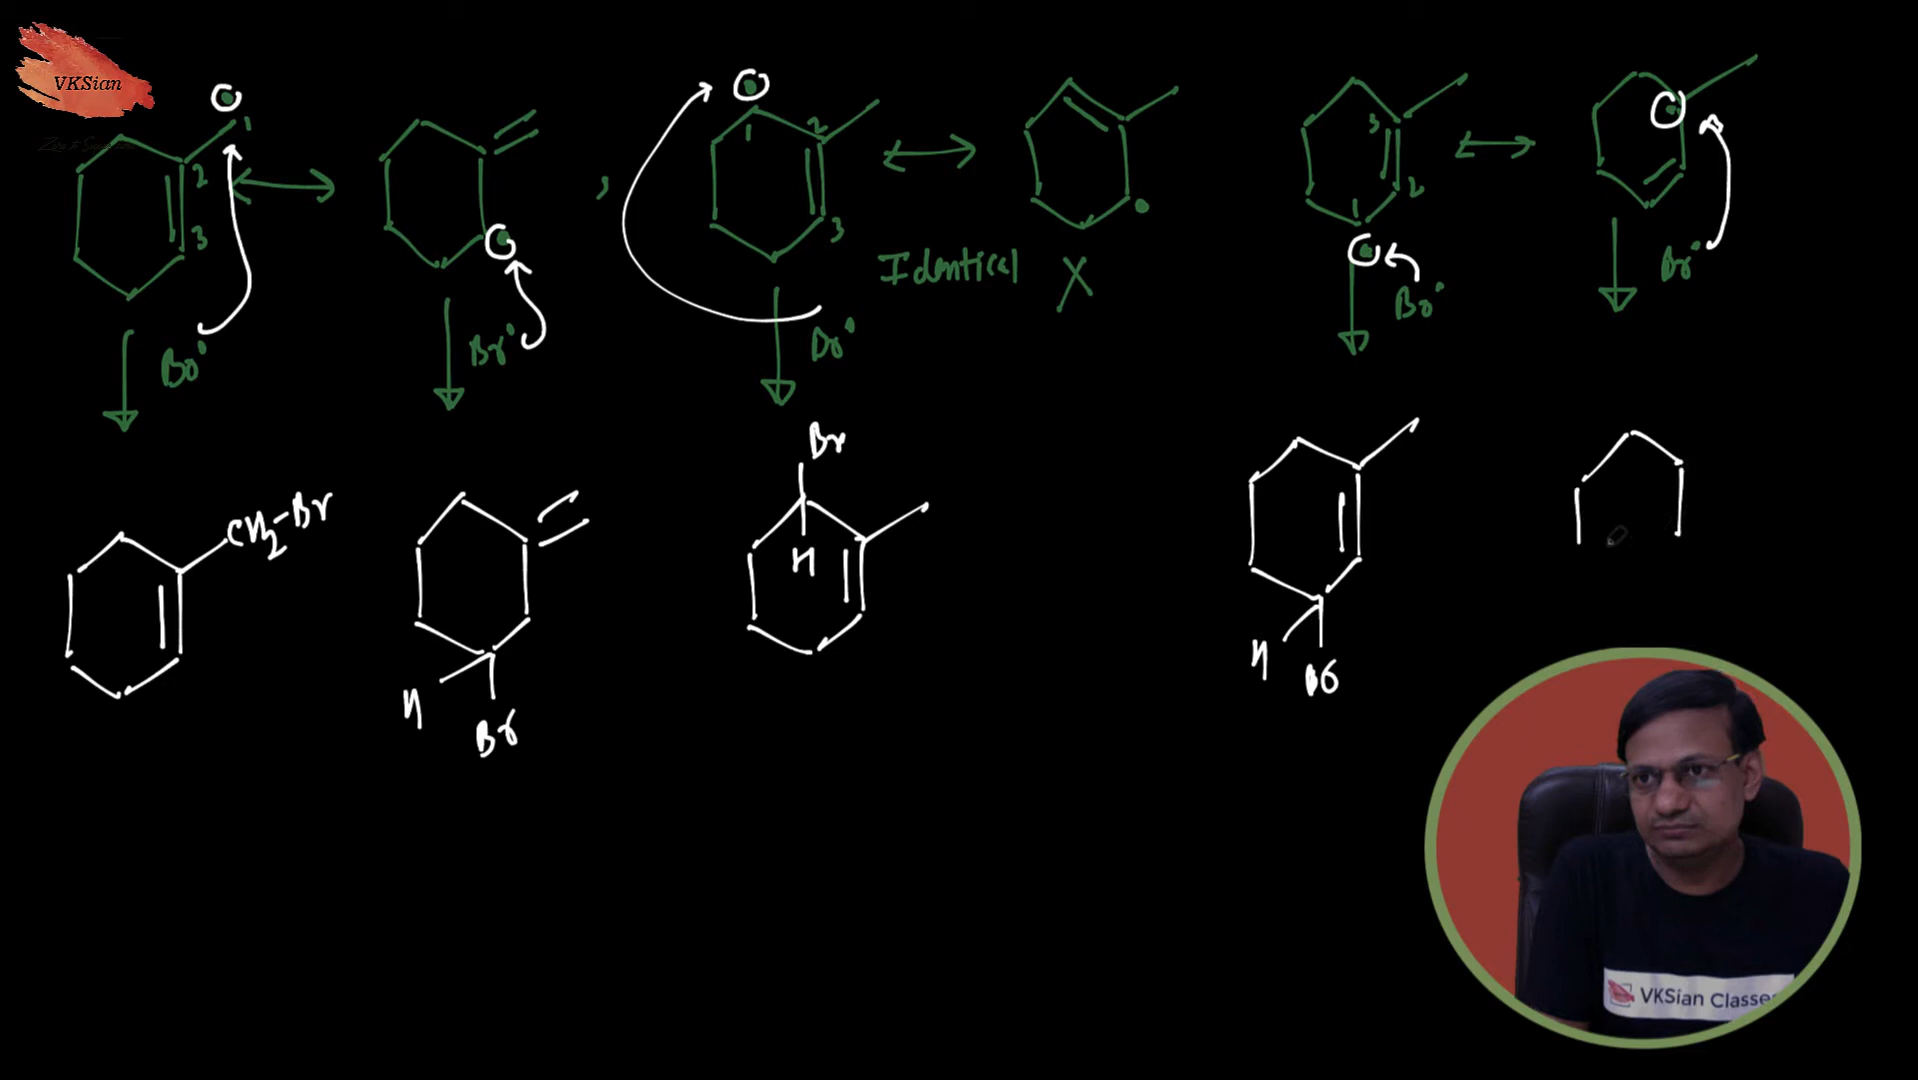 VKSian
1
2
3
1
2
3
Identical X
3
2
1
Br•
Br•
Br•
Br•
Br•
CH2-Br
H
Br
Br
H
H
Br
VKSian Classes